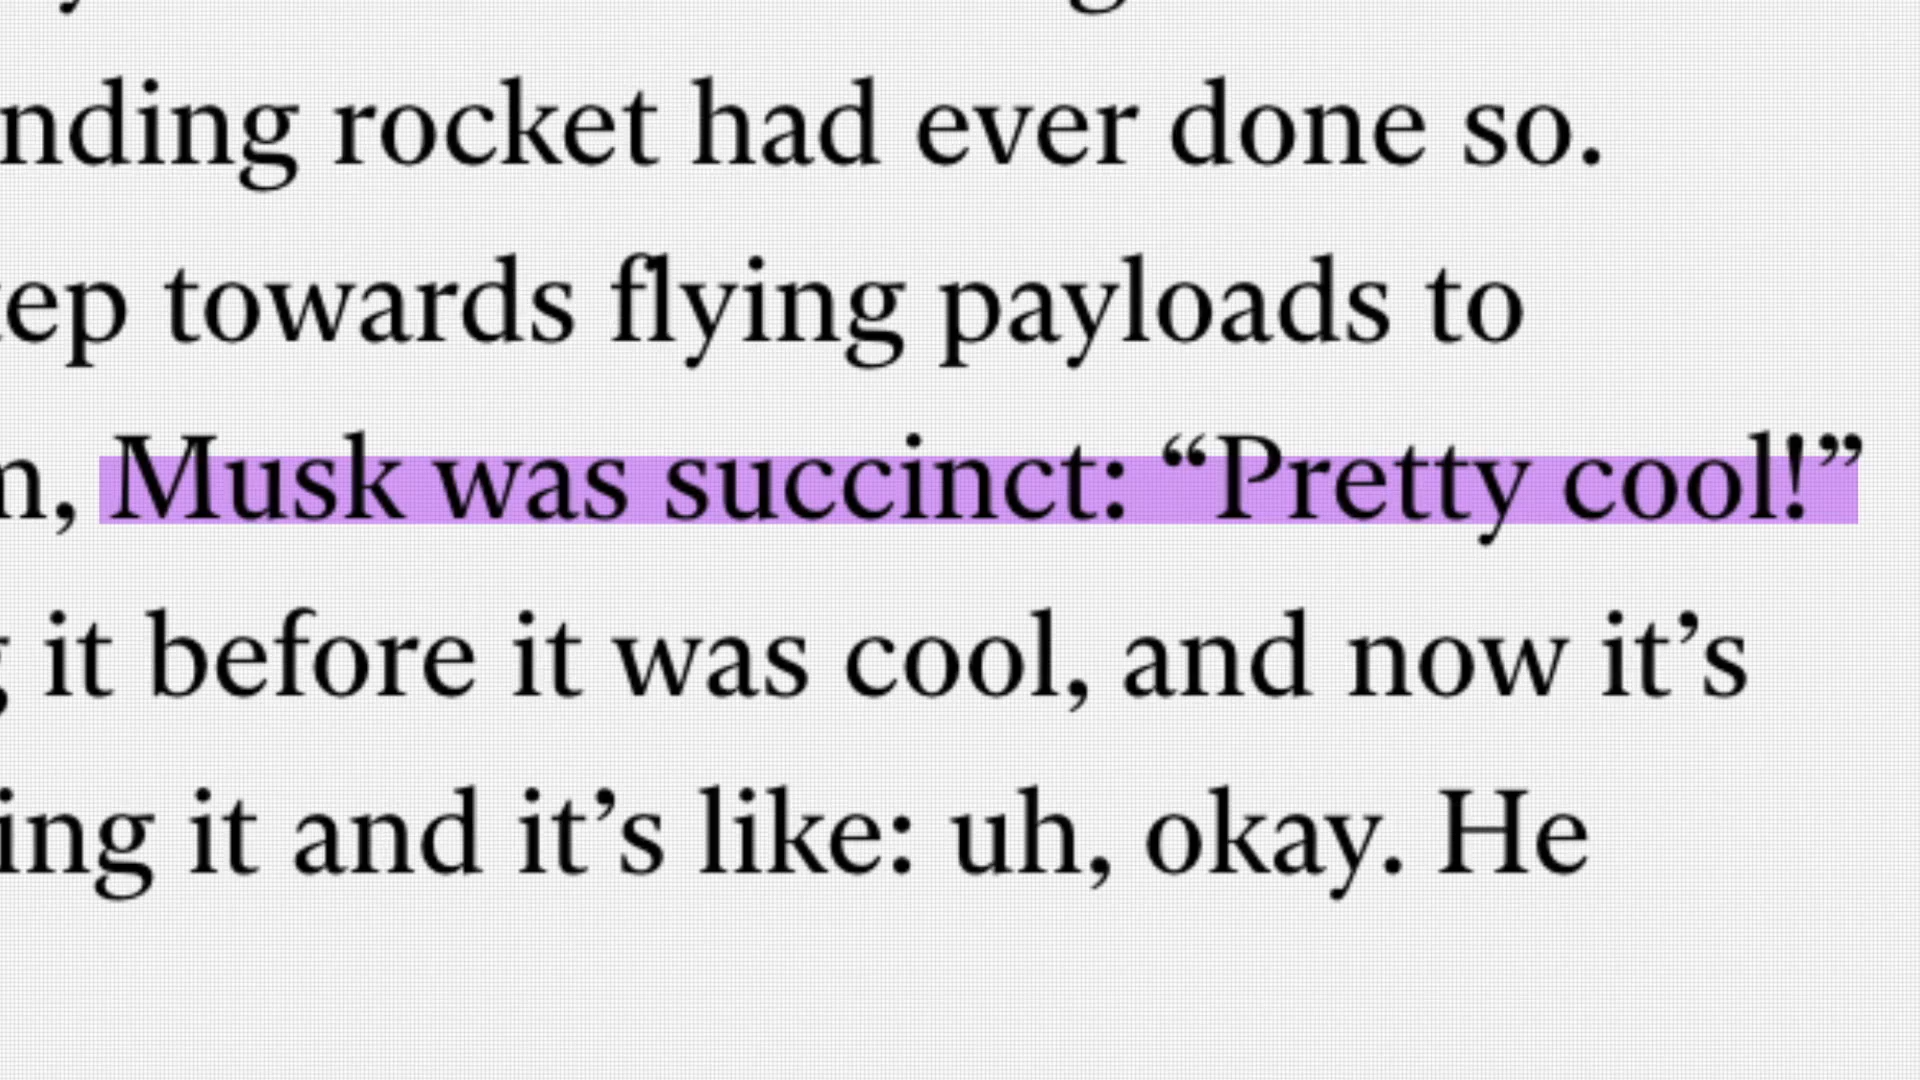 nding rocket had ever done so.
ep towards flying payloads to
, Musk was succinct: “Pretty cool!”
it before it was cool, and now it’s
ing it and it’s like: uh, okay. He